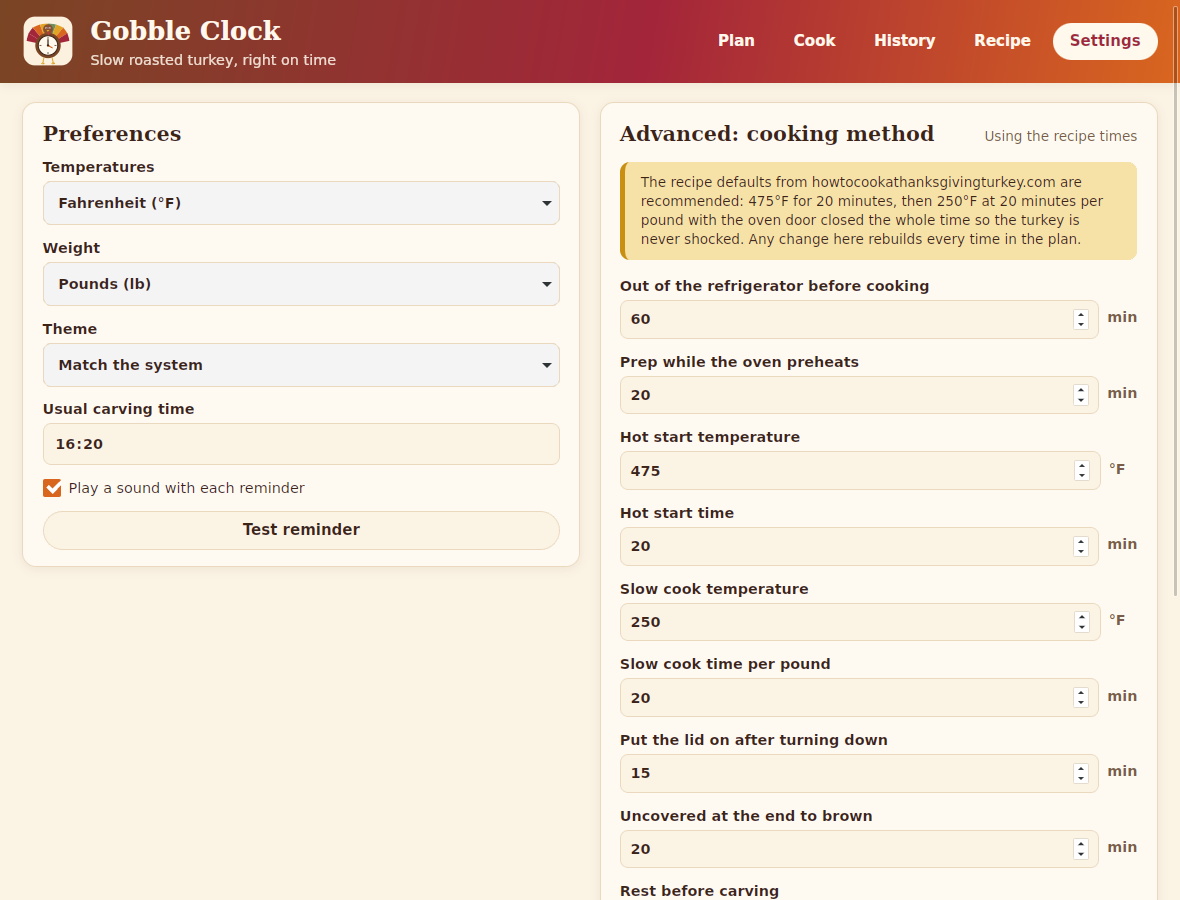 Gobble Clock
Slow roasted turkey, right on time
Plan
Cook
History
Recipe
Settings
Preferences
Temperatures
Fahrenheit (°F)
Weight
Pounds (lb)
Theme
Match the system
Usual carving time
16:20
Play a sound with each reminder
Test reminder
Advanced: cooking method
Using the recipe times
The recipe defaults from howtocookathanksgivingturkey.com are
recommended: 475°F for 20 minutes, then 250°F at 20 minutes per
pound with the oven door closed the whole time so the turkey is
never shocked. Any change here rebuilds every time in the plan.
Out of the refrigerator before cooking
60 min
Prep while the oven preheats
20 min
Hot start temperature
475 °F
Hot start time
20 min
Slow cook temperature
250 °F
Slow cook time per pound
20 min
Put the lid on after turning down
15 min
Uncovered at the end to brown
20 min
Rest before carving